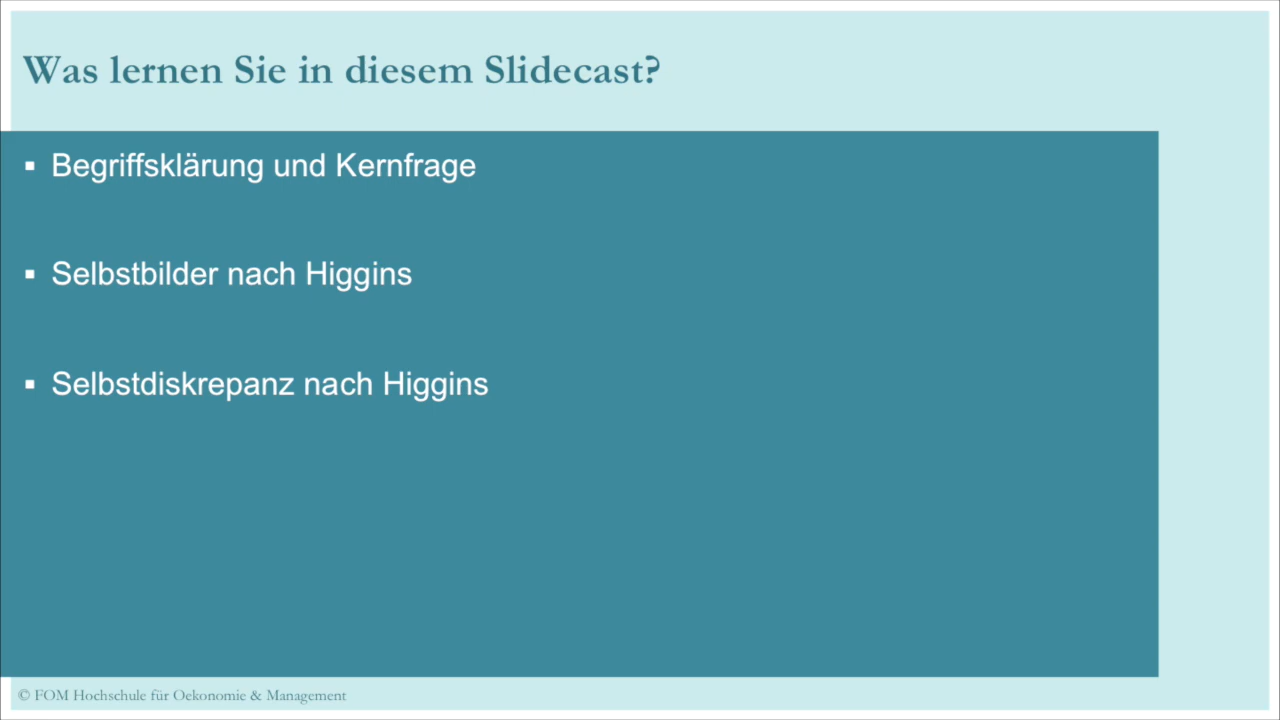 Was lernen Sie in diesem Slidecast?
▪ Begriffsklärung und Kernfrage
▪ Selbstbilder nach Higgins
▪ Selbstdiskrepanz nach Higgins
© FOM Hochschule für Oekonomie & Management